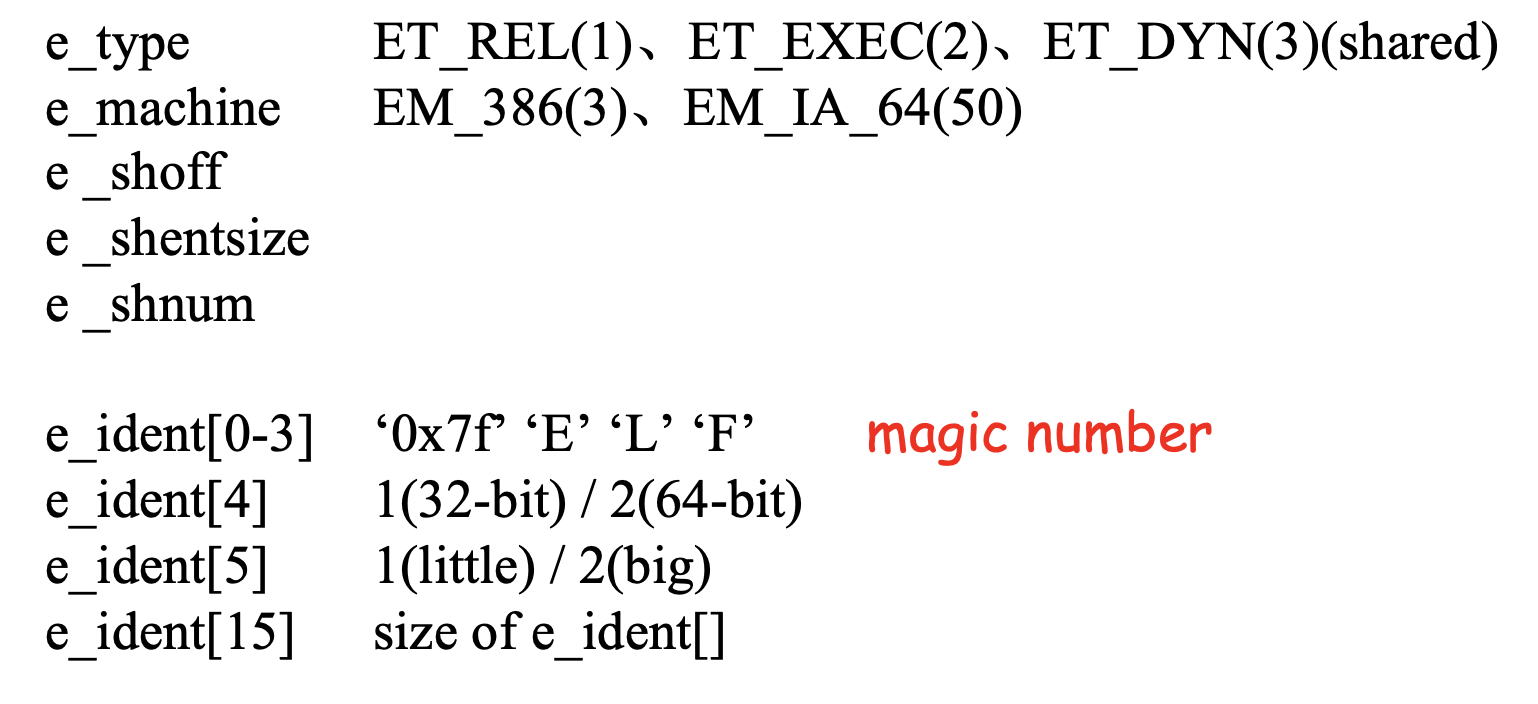 e_type ET_REL(1)、ET_EXEC(2)、ET_DYN(3)(shared)
e_machine EM_386(3)、EM_IA_64(50)
e _shoff
e _shentsize
e _shnum
e_ident[0-3] ‘0x7f’ ‘E’ ‘L’ ‘F’ magic number
e_ident[4] 1(32-bit) / 2(64-bit)
e_ident[5] 1(little) / 2(big)
e_ident[15] size of e_ident[]